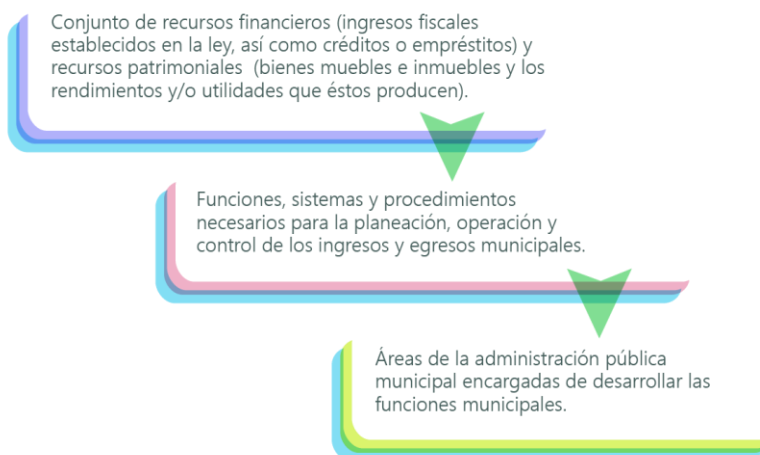 Conjunto de recursos financieros (ingresos fiscales
establecidos en la ley, así como créditos o empréstitos) y
recursos patrimoniales (bienes muebles e inmuebles y los
rendimientos y/o utilidades que éstos producen).
Funciones, sistemas y procedimientos
necesarios para la planeación, operación y
control de los ingresos y egresos municipales.
Áreas de la administración pública
municipal encargadas de desarrollar las
funciones municipales.